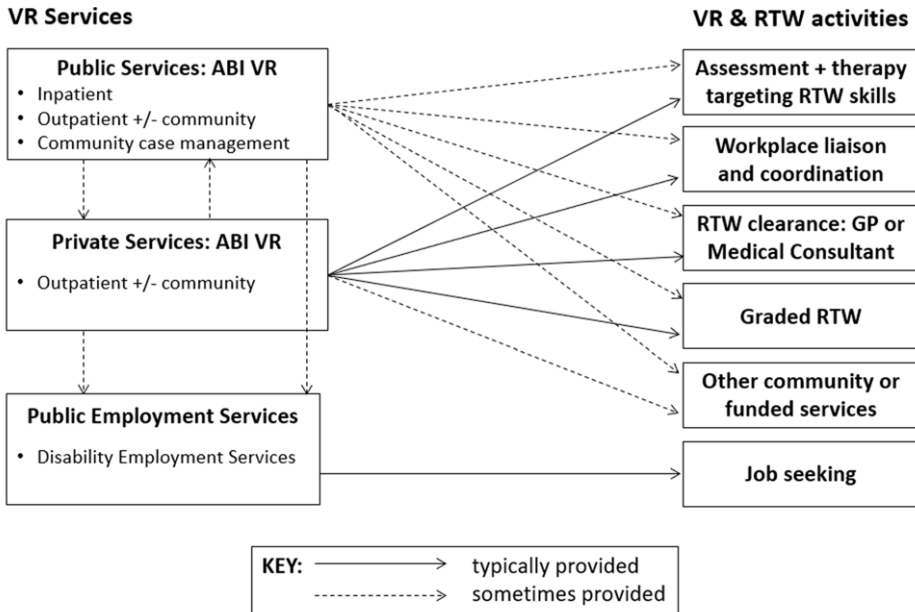 VR Services
Public Services: ABI VR
• Inpatient
• Outpatient +/- community
• Community case management
Private Services: ABI VR
• Outpatient +/- community
Public Employment Services
• Disability Employment Services
VR & RTW activities
Assessment + therapy
targeting RTW skills
Workplace liaison
and coordination
RTW clearance: GP or
Medical Consultant
Graded RTW
Other community or
funded services
Job seeking
KEY:
typically provided
sometimes provided